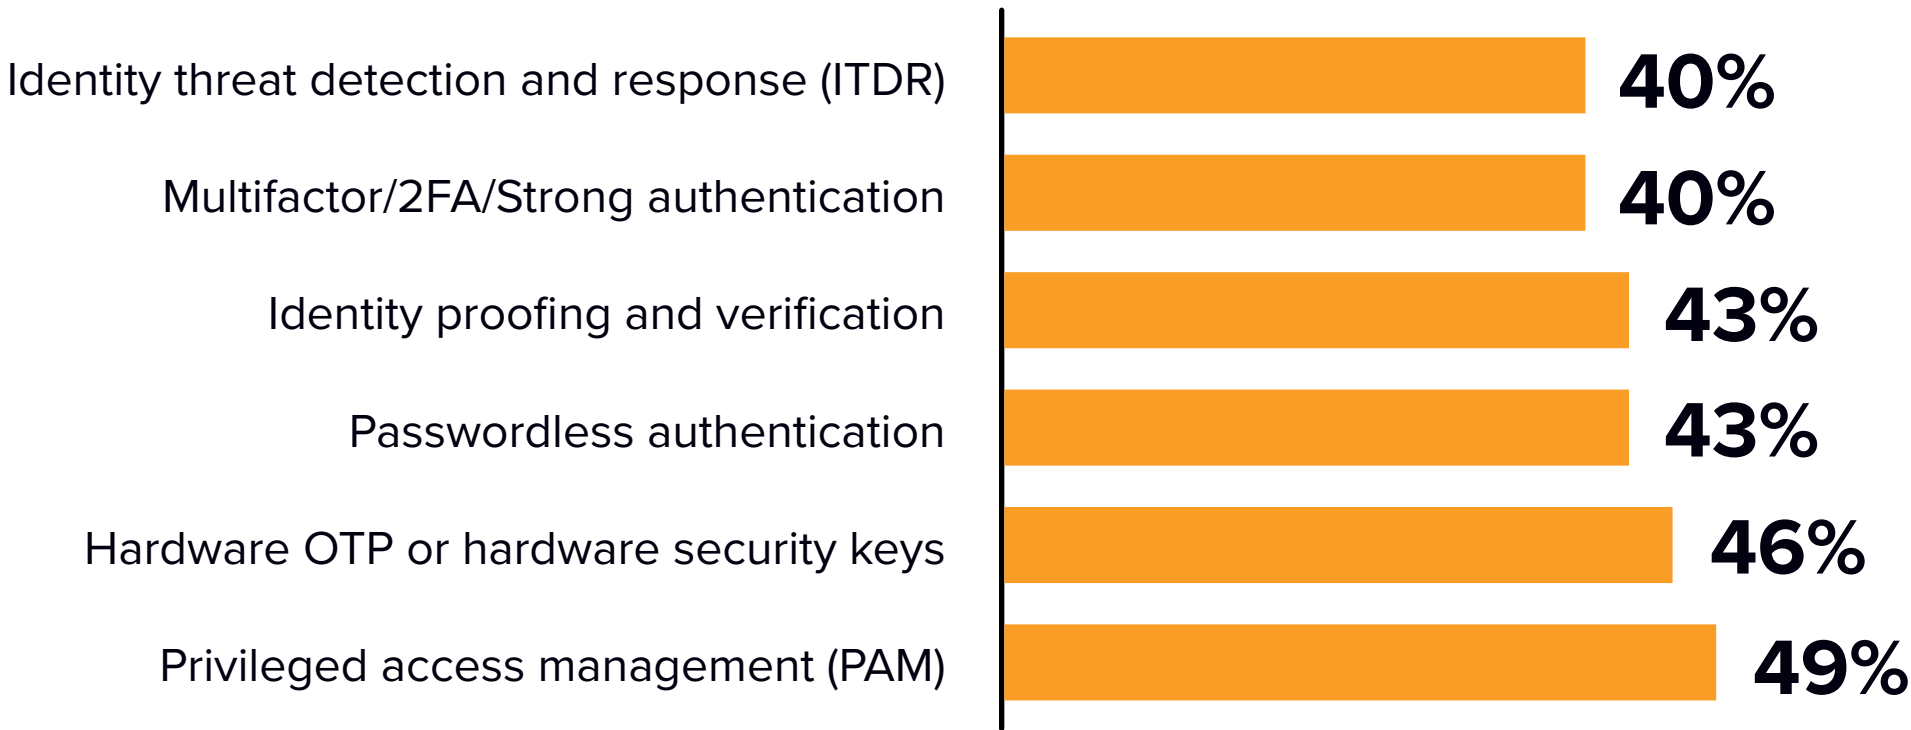 Identity threat detection and response (ITDR) 40%
Multifactor/2FA/Strong authentication 40%
Identity proofing and verification 43%
Passwordless authentication 43%
Hardware OTP or hardware security keys 46%
Privileged access management (PAM) 49%